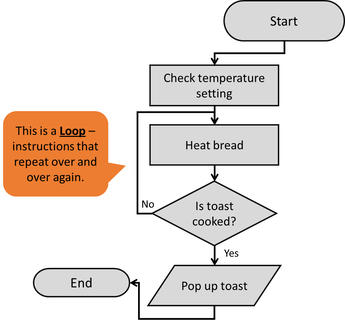 Start
Check temperature
setting
This is a Loop –
instructions that
repeat over and
over again.
Heat bread
No
Is toast
cooked?
Yes
End
Pop up toast